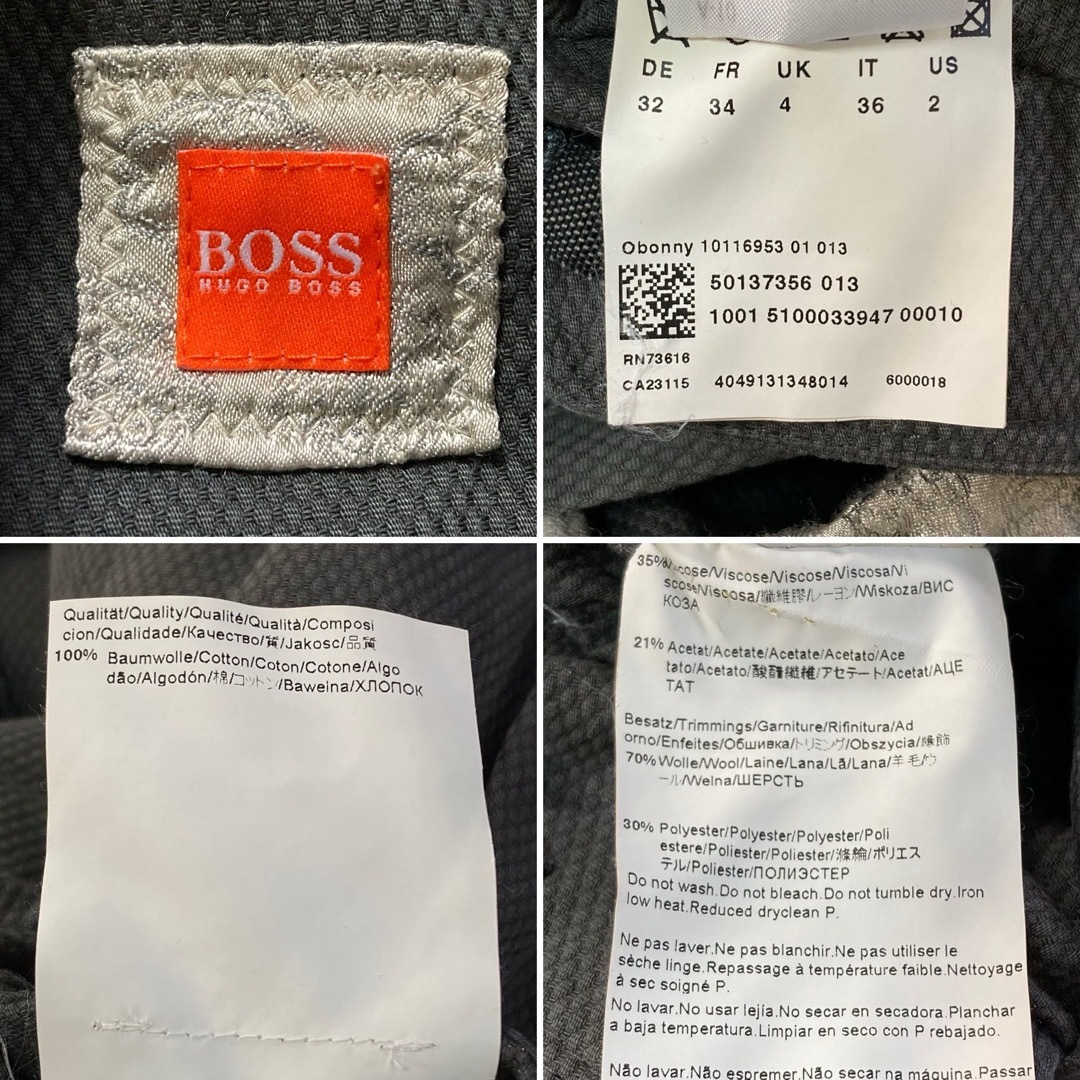 BOSS
HUGO BOSS
DE FR UK IT US
32 34 4 36 2
Obonny 10116953 01 013
50137356 013
1001 5100033947 00010
RN73616
CA23115 4049131348014 6000018
Qualität/Quality/Qualité/Qualità/Composi
cion/Qualidade/Качество/質/Jakosc/品質
100% Baumwolle/Cotton/Coton/Cotone/Algo
dão/Algodón/棉/コットン/Bawelna/ХЛОПОК
35% Viscose/Viscose/Viscose/Viscosa/Vi
scose/Viscosa/纖維膠/レーヨン/Wiskoza/ВИС
КОЗА
21% Acetat/Acetate/Acetate/Acetato/Ace
tato/Acetato/酸酯纖維/アセテート/Acetat/АЦЕ
ТАТ
Besatz/Trimmings/Garniture/Rifinitura/Ad
orno/Enfeites/Обшивка/トリミング/Obszycia/緣飾
70% Wolle/Wool/Laine/Lana/Lã/Lana/羊毛/ウ
ール/Welna/ШЕРСТЬ
30% Polyester/Polyester/Polyester/Poli
estere/Poliester/Poliester/滌綸/ポリエス
テル/Poliester/ПОЛИЭСТЕР
Do not wash.Do not bleach.Do not tumble dry.Iron
low heat.Reduced dryclean P.
Ne pas laver.Ne pas blanchir.Ne pas utiliser le
sèche linge.Repassage à température faible.Nettoyage
à sec soigné P.
No lavar.No usar lejía.No secar en secadora.Planchar
a baja temperatura.Limpiar en seco con P rebajado.
Não lavar.Não espremer.Não secar na máquina.Passar